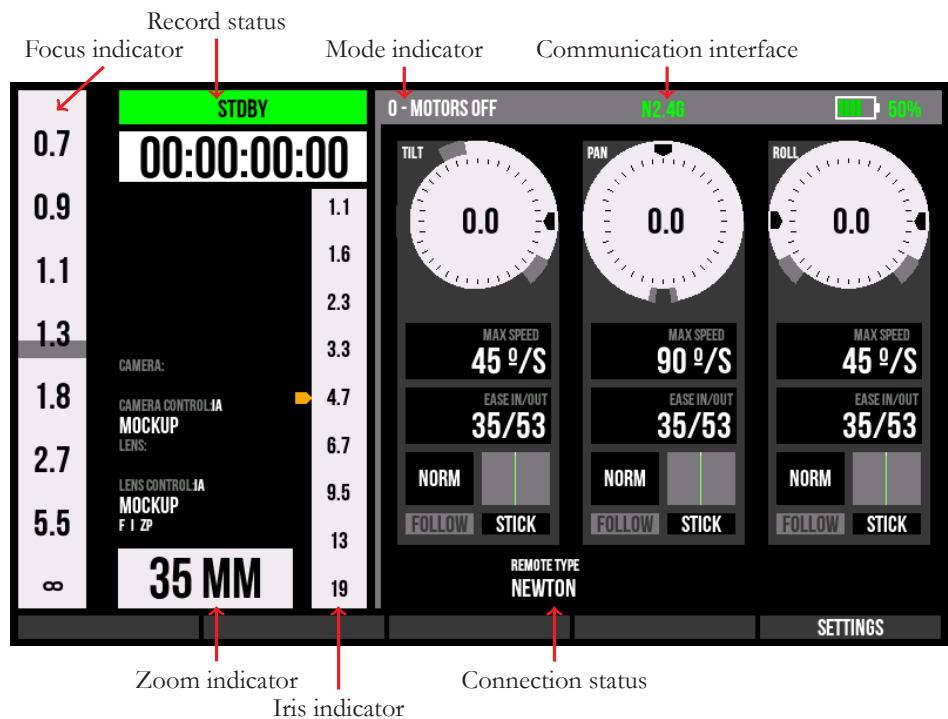 Record status
Focus indicator
Mode indicator
Communication interface
0.7
0.9
1.1
1.3
1.8
2.7
5.5
∞
STDBY
00:00:00:00
CAMERA:
CAMERA CONTROL:IA
MOCKUP
LENS:
LENS CONTROL:IA
MOCKUP
F I ZP
35 MM
1.1
1.6
2.3
3.3
4.7
6.7
9.5
13
19
0 - MOTORS OFF
N2.4G
50%
TILT
0.0
MAX SPEED
45 º/S
EASE IN/OUT
35/53
NORM
FOLLOW STICK
PAN
0.0
MAX SPEED
90 º/S
EASE IN/OUT
35/53
NORM
FOLLOW STICK
ROLL
0.0
MAX SPEED
45 º/S
EASE IN/OUT
35/53
NORM
FOLLOW STICK
REMOTE TYPE
NEWTON
SETTINGS
Zoom indicator
Iris indicator
Connection status